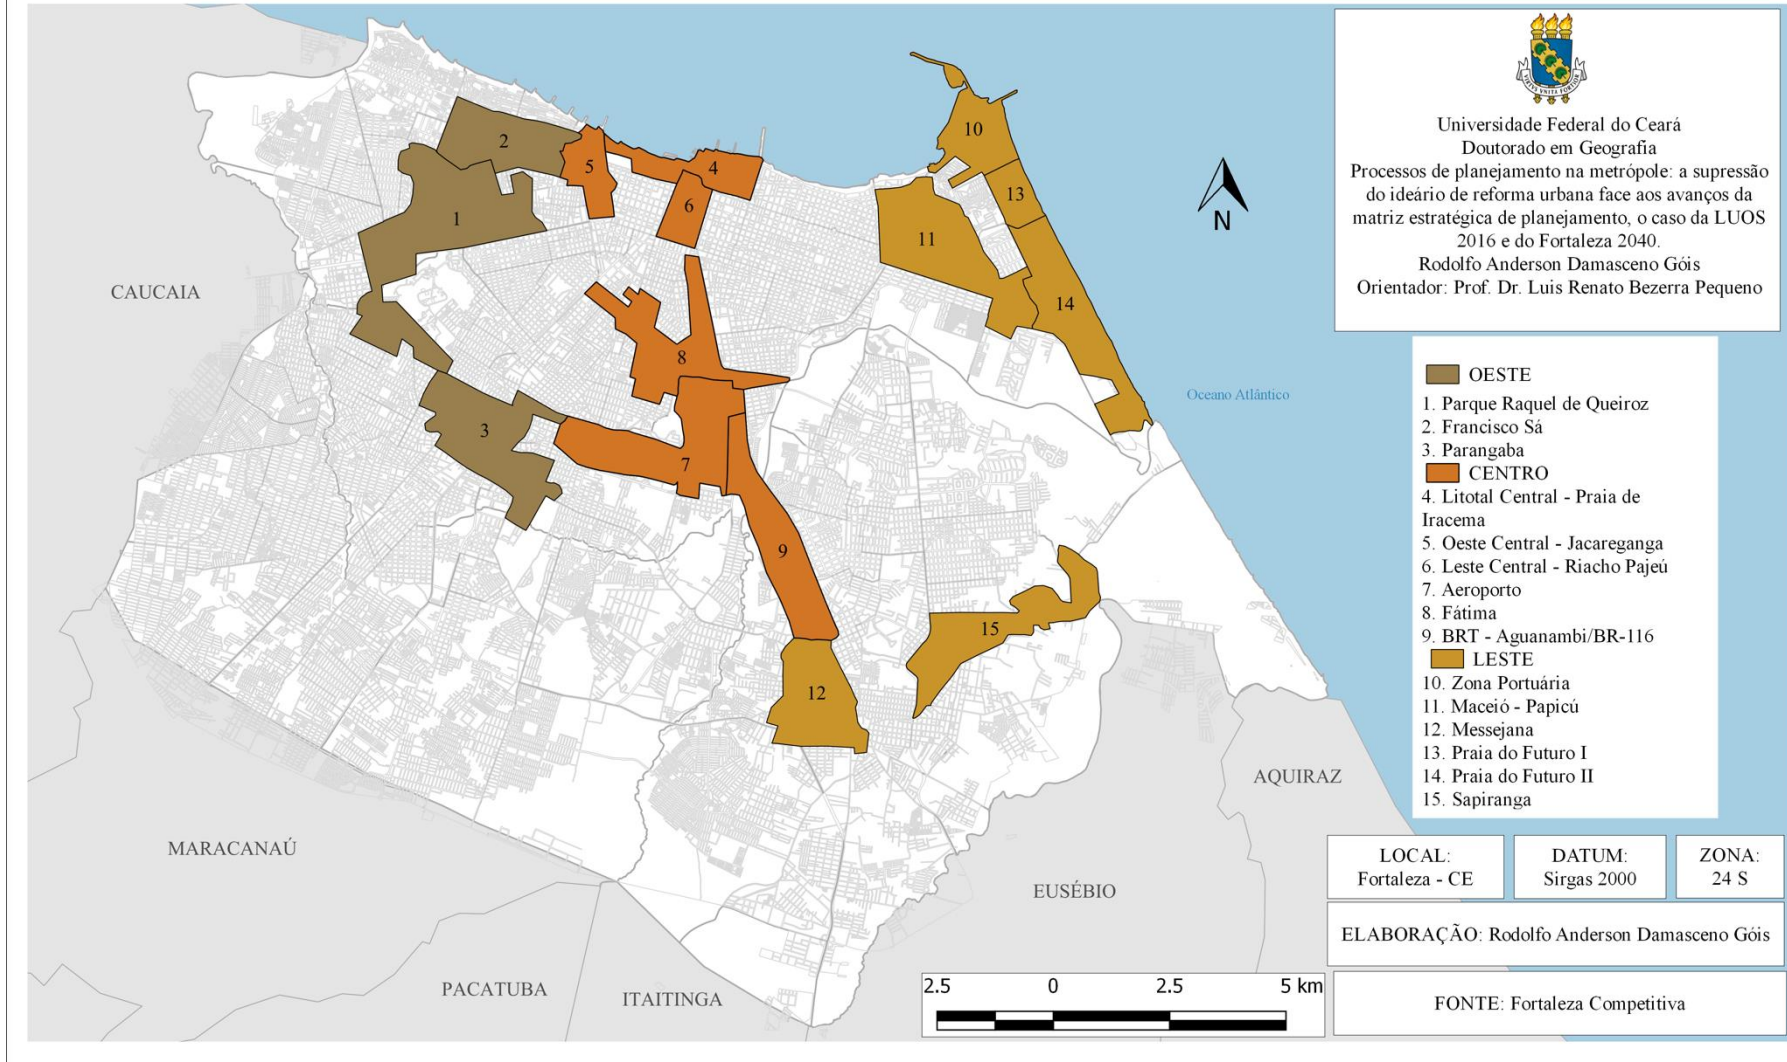 Universidade Federal do Ceará
Doutorado em Geografia
Processos de planejamento na metrópole: a supressão
do ideário de reforma urbana face aos avanços da
matriz estratégica de planejamento, o caso da LUOS
2016 e do Fortaleza 2040.
Rodolfo Anderson Damasceno Góis
Orientador: Prof. Dr. Luis Renato Bezerra Pequeno
N
OESTE
1. Parque Raquel de Queiroz
2. Francisco Sá
3. Parangaba
CENTRO
4. Litotal Central - Praia de
Iracema
5. Oeste Central - Jacareganga
6. Leste Central - Riacho Pajeú
7. Aeroporto
8. Fátima
9. BRT - Aguanambi/BR-116
LESTE
10. Zona Portuária
11. Maceió - Papicú
12. Messejana
13. Praia do Futuro I
14. Praia do Futuro II
15. Sapiranga
LOCAL:
Fortaleza - CE
DATUM:
Sirgas 2000
ZONA:
24 S
ELABORAÇÃO: Rodolfo Anderson Damasceno Góis
FONTE: Fortaleza Competitiva
CAUCAIA
MARACANAÚ
PACATUBA
ITAITINGA
EUSÉBIO
AQUIRAZ
Oceano Atlântico
1
2
3
4
5
6
7
8
9
10
11
12
13
14
15
2.5 0 2.5 5 km